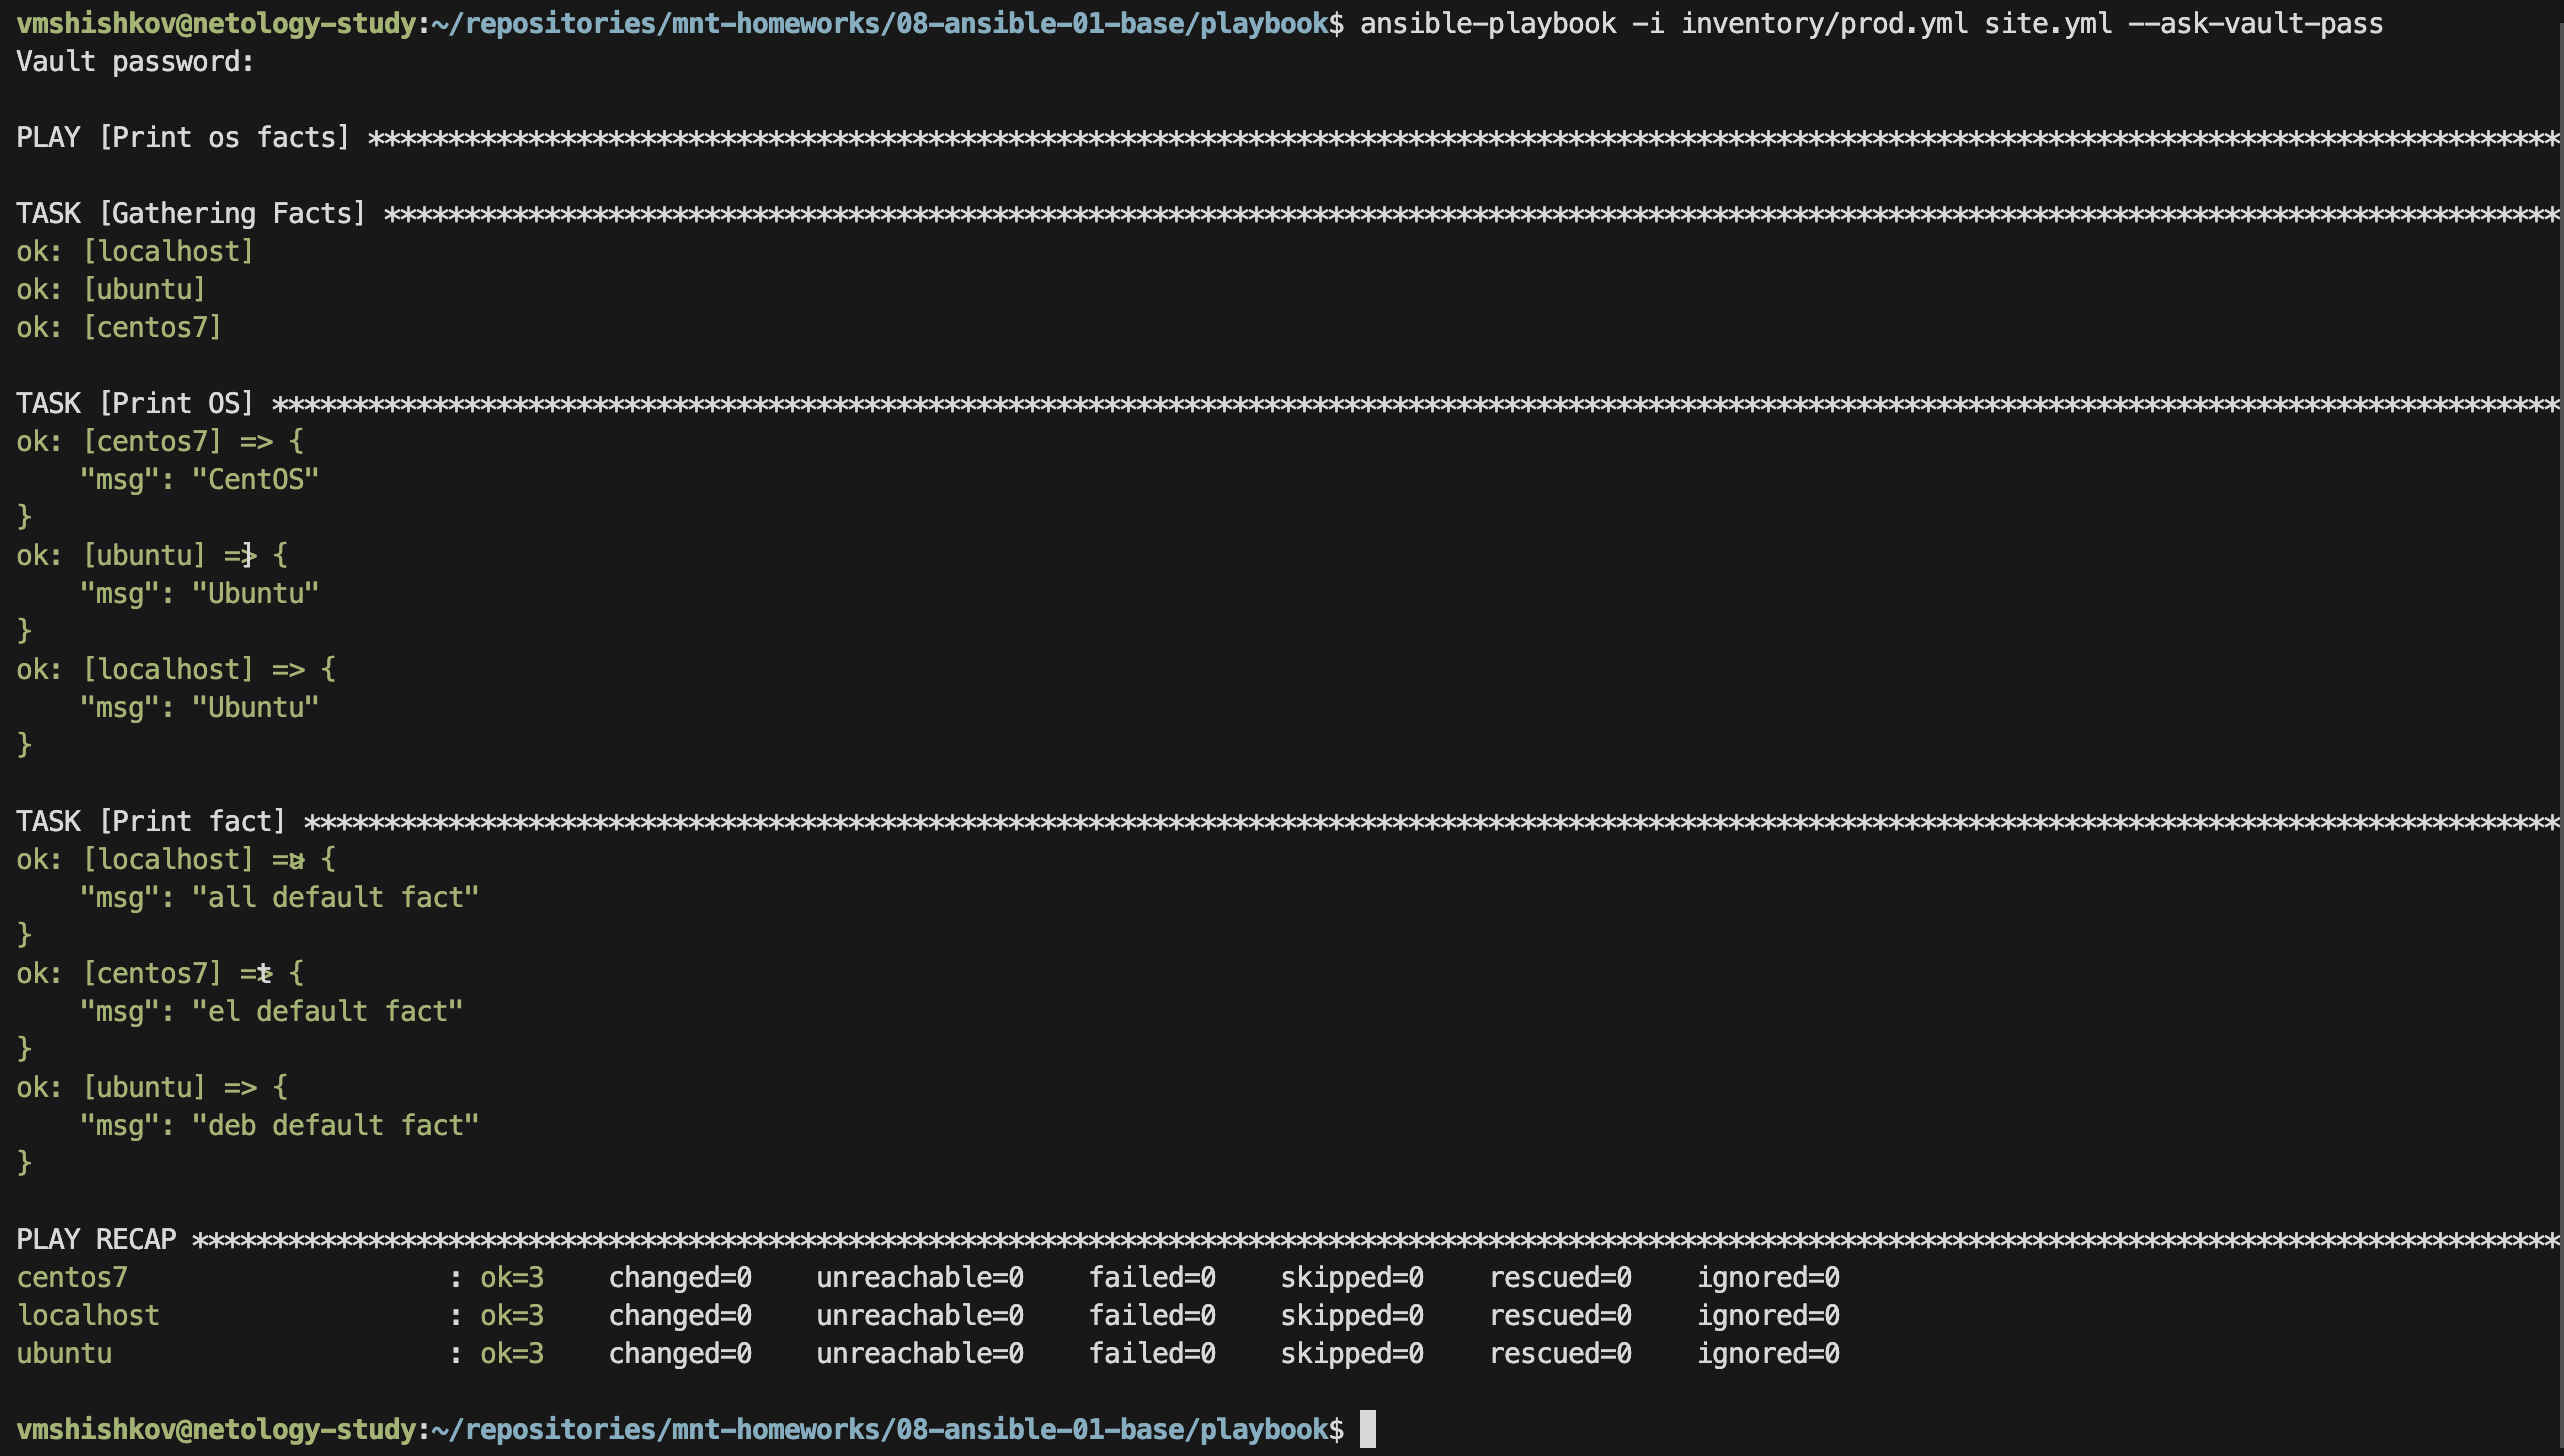 vmshishkov@netology-study:~/repositories/mnt-homeworks/08-ansible-01-base/playbook$ ansible-playbook -i inventory/prod.yml site.yml --ask-vault-pass
Vault password:
PLAY [Print os facts] *****************************************************************************************************************************************
TASK [Gathering Facts] ****************************************************************************************************************************************
ok: [localhost]
ok: [ubuntu]
ok: [centos7]
TASK [Print OS] ***********************************************************************************************************************************************
ok: [centos7] => {
    "msg": "CentOS"
}
ok: [ubuntu] => {
    "msg": "Ubuntu"
}
ok: [localhost] => {
    "msg": "Ubuntu"
}
TASK [Print fact] *********************************************************************************************************************************************
ok: [localhost] => {
    "msg": "all default fact"
}
ok: [centos7] => {
    "msg": "el default fact"
}
ok: [ubuntu] => {
    "msg": "deb default fact"
}
PLAY RECAP ****************************************************************************************************************************************************
centos7                    : ok=3    changed=0    unreachable=0    failed=0    skipped=0    rescued=0    ignored=0
localhost                  : ok=3    changed=0    unreachable=0    failed=0    skipped=0    rescued=0    ignored=0
ubuntu                     : ok=3    changed=0    unreachable=0    failed=0    skipped=0    rescued=0    ignored=0
vmshishkov@netology-study:~/repositories/mnt-homeworks/08-ansible-01-base/playbook$